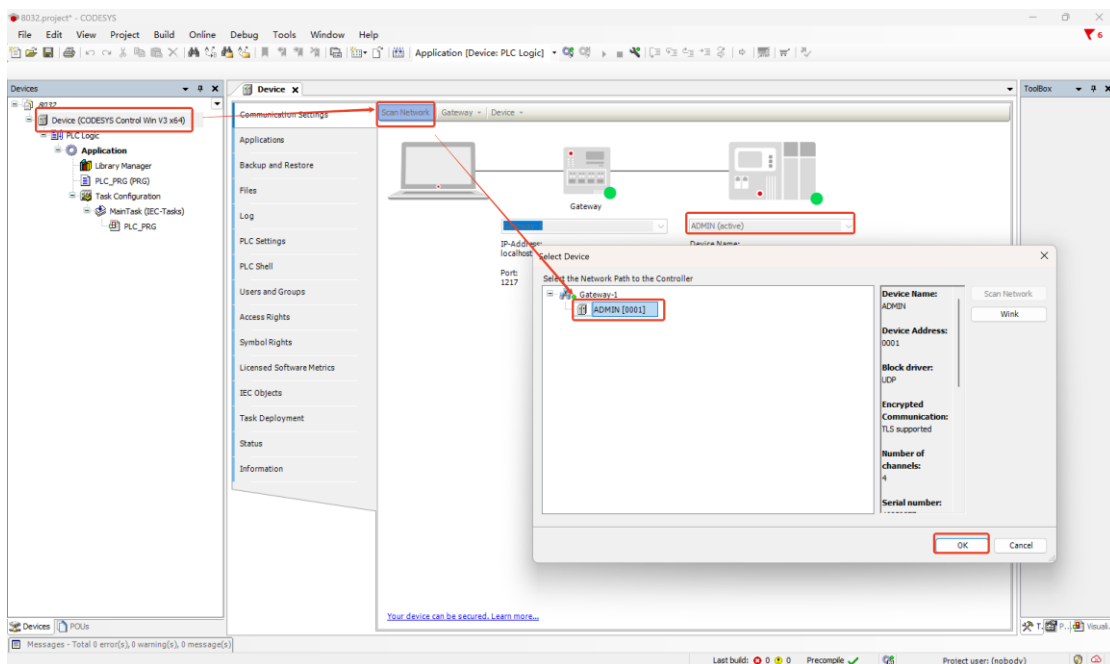 8032.project* - CODESYS
File Edit View Project Build Online Debug Tools Window Help
6
Application [Device: PLC Logic]
Devices
8032
Device (CODESYS Control Win V3 x64)
PLC Logic
Application
Library Manager
PLC_PRG (PRG)
Task Configuration
MainTask (IEC-Tasks)
PLC_PRG
Device
Communication Settings
Applications
Backup and Restore
Files
Log
PLC Settings
PLC Shell
Users and Groups
Access Rights
Symbol Rights
Licensed Software Metrics
IEC Objects
Task Deployment
Status
Information
Scan Network Gateway Device
Gateway
ADMIN (active)
IP-Address:
localhost
Device Name:
Port:
1217
Select Device
Select the Network Path to the Controller
Gateway-1
ADMIN [0001]
Device Name:
ADMIN
Device Address:
0001
Block driver:
UDP
Encrypted
Communication:
TLS supported
Number of
channels:
4
Serial number:
Scan Network
Wink
OK Cancel
Your device can be secured. Learn more...
ToolBox
Devices POUs
T. P... Visuali.
Messages - Total 0 error(s), 0 warning(s), 0 message(s)
Last build: 0 0 Precompile Project user: (nobody)